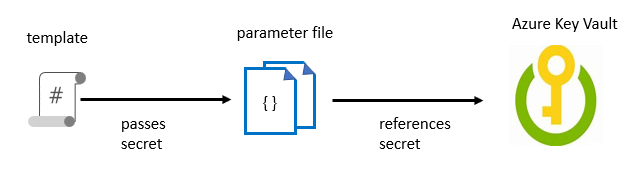 template
parameter file
Azure Key Vault
#
{ }
passes
secret
references
secret